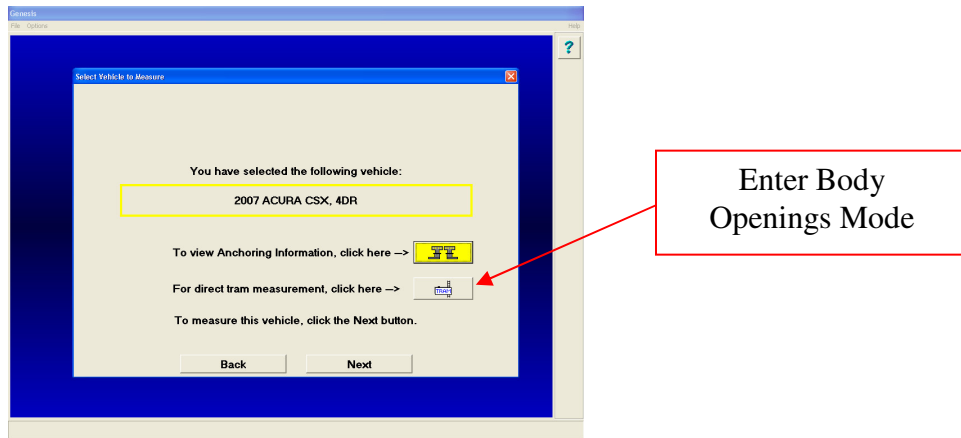 Genesis
File Options Help
?
Select Vehicle to Measure
You have selected the following vehicle:
2007 ACURA CSX, 4DR
To view Anchoring Information, click here -->
For direct tram measurement, click here -->
TRAM
To measure this vehicle, click the Next button.
Back Next
Enter Body
Openings Mode